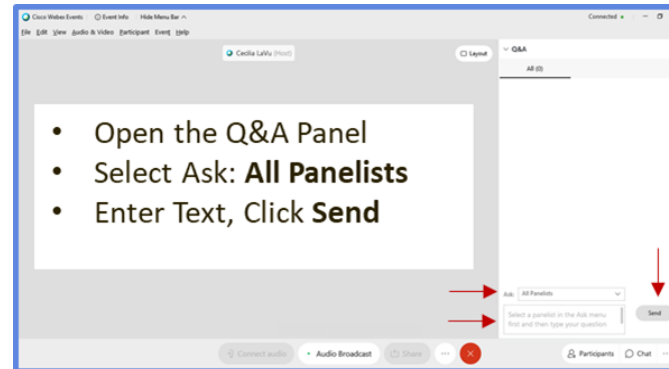 Cisco Webex Events Event Info Hide Menu Bar Connected
File Edit View Audio & Video Participant Event Help
Cecilia LaVu (Host) Layout
Q&A
All (0)
• Open the Q&A Panel
• Select Ask: All Panelists
• Enter Text, Click Send
Ask: All Panelists
Select a panelist in the Ask menu
first and then type your question
Send
Connect audio Audio Broadcast Share Participants Chat